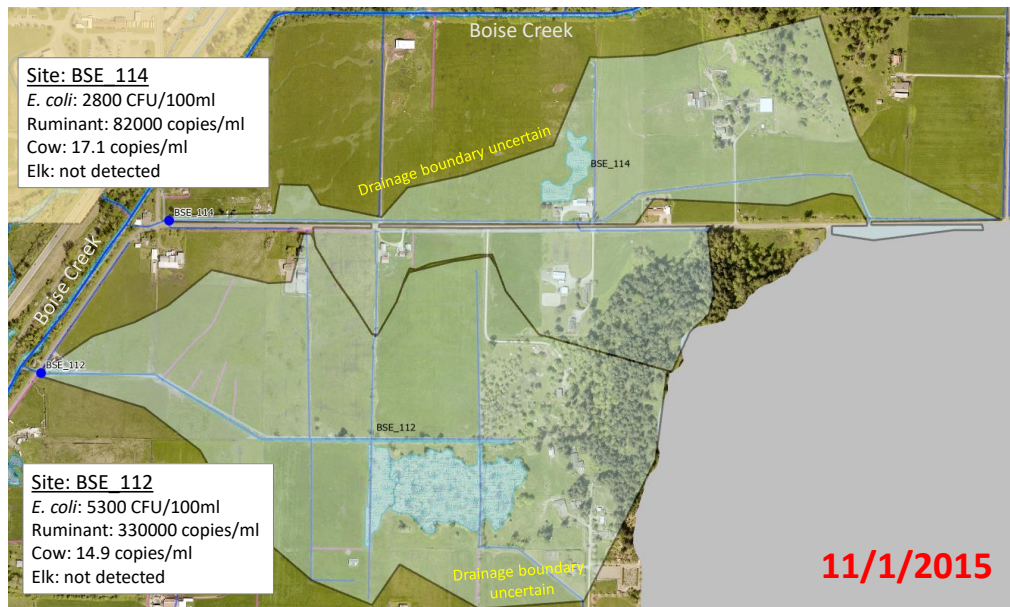 Boise Creek
Site: BSE_114
E. coli: 2800 CFU/100ml
Ruminant: 82000 copies/ml
Cow: 17.1 copies/ml
Elk: not detected
Drainage boundary uncertain
BSE_114
BSE_114
Boise Creek
BSE_112
BSE_112
Site: BSE_112
E. coli: 5300 CFU/100ml
Ruminant: 330000 copies/ml
Cow: 14.9 copies/ml
Elk: not detected
Drainage boundary
uncertain
11/1/2015